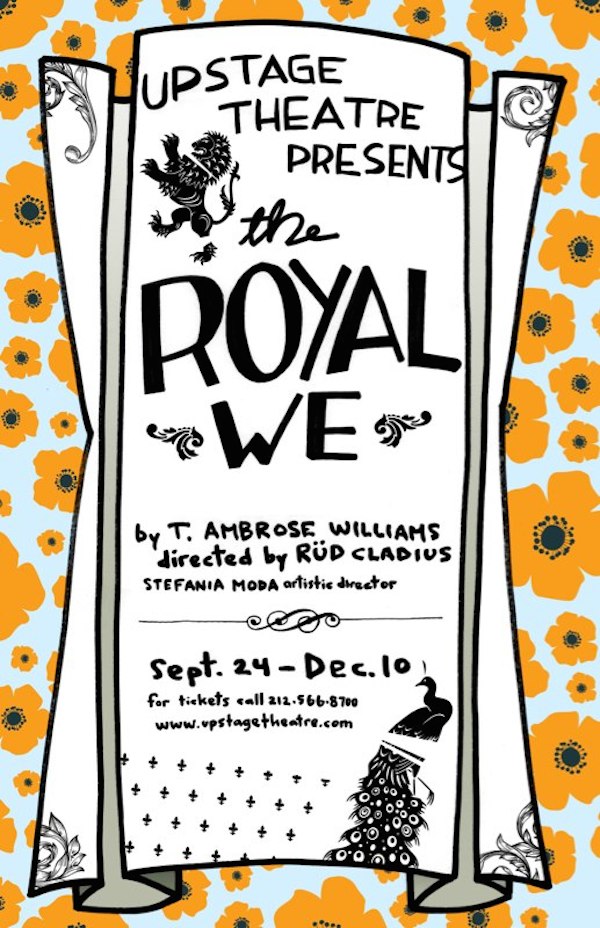 UPSTAGE
THEATRE
PRESENTS
the
ROYAL
WE
by T. AMBROSE WILLIAMS
directed by RÜD CLADIUS
STEFANIA MODA artistic director
Sept. 24 – Dec. 10
for tickets call 212.566.8700
www.upstagetheatre.com